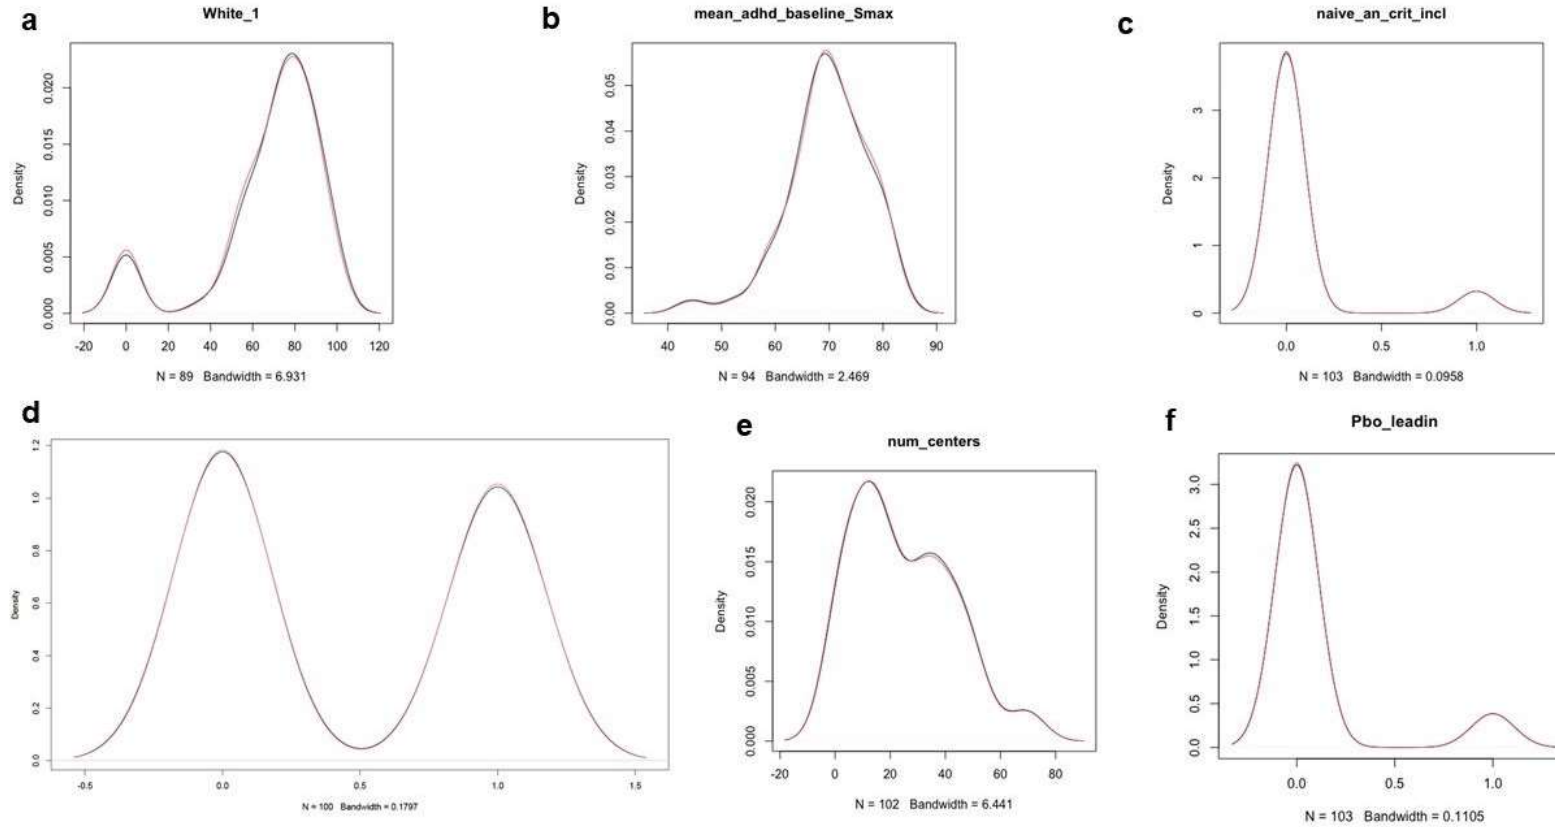 a
White_1
Density
0.000 0.005 0.010 0.015 0.020
-20 0 20 40 60 80 100 120
N = 89 Bandwidth = 6.931
b
mean_adhd_baseline_Smax
Density
0.00 0.01 0.02 0.03 0.04 0.05
40 50 60 70 80 90
N = 94 Bandwidth = 2.469
c
naive_an_crit_incl
Density
0 1 2 3
0.0 0.5 1.0
N = 103 Bandwidth = 0.0958
d
Density
0.0 0.2 0.4 0.6 0.8 1.0 1.2
-0.5 0.0 0.5 1.0 1.5
N = 100 Bandwidth = 0.1797
e
num_centers
Density
0.000 0.005 0.010 0.015 0.020
-20 0 20 40 60 80
N = 102 Bandwidth = 6.441
f
Pbo_leadin
Density
0.0 0.5 1.0 1.5 2.0 2.5 3.0
0.0 0.5 1.0
N = 103 Bandwidth = 0.1105